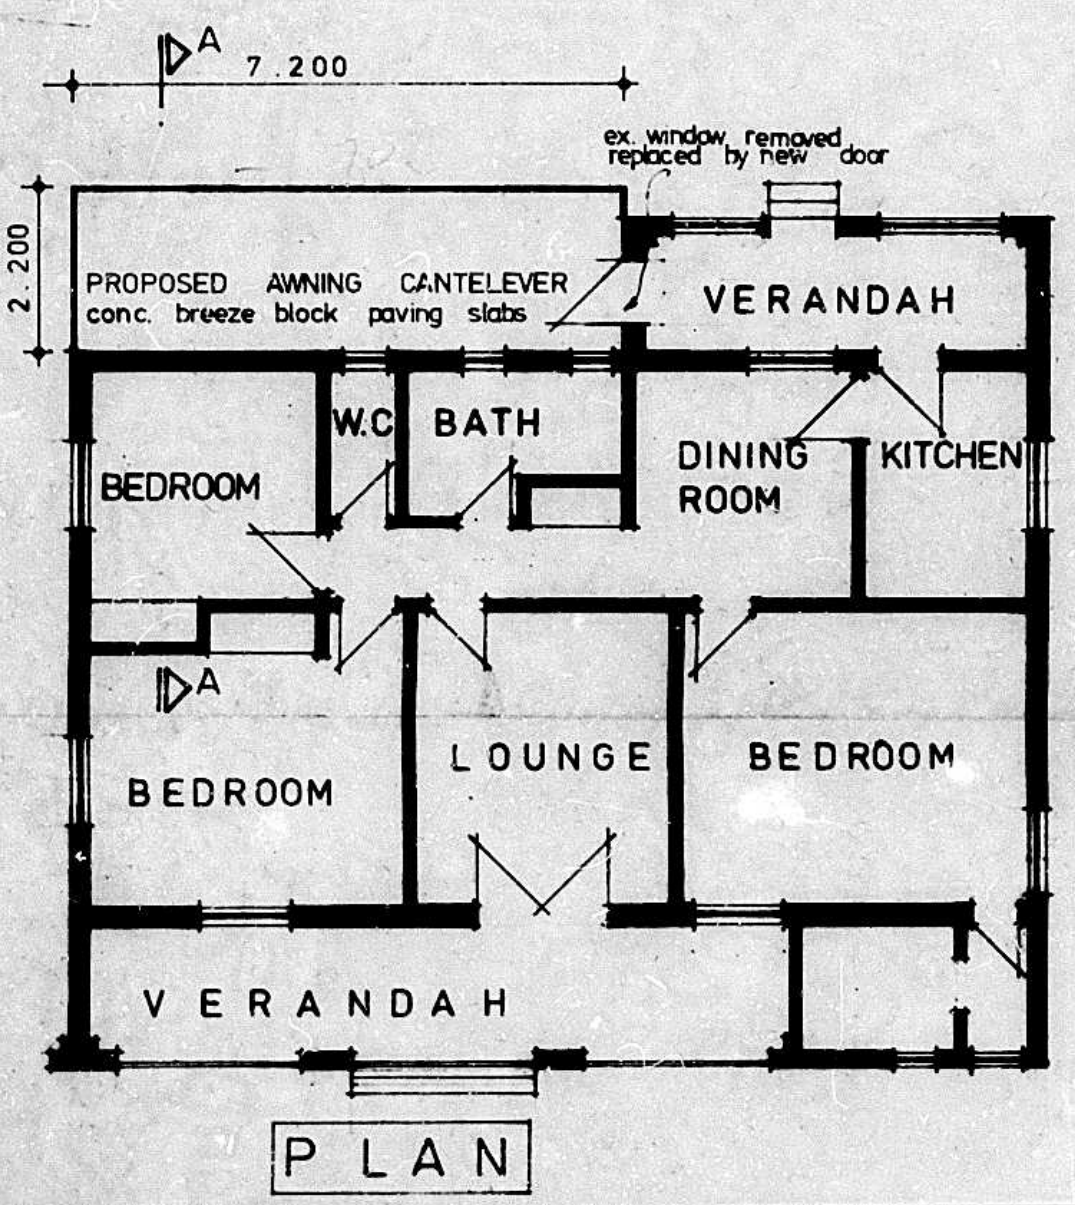 A
7.200
ex. window removed
replaced by new door
2.200
PROPOSED AWNING CANTELEVER
conc. breeze block paving slabs
VERANDAH
W.C
BATH
DINING
ROOM
KITCHEN
BEDROOM
A
LOUNGE
BEDROOM
BEDROOM
VERANDAH
PLAN